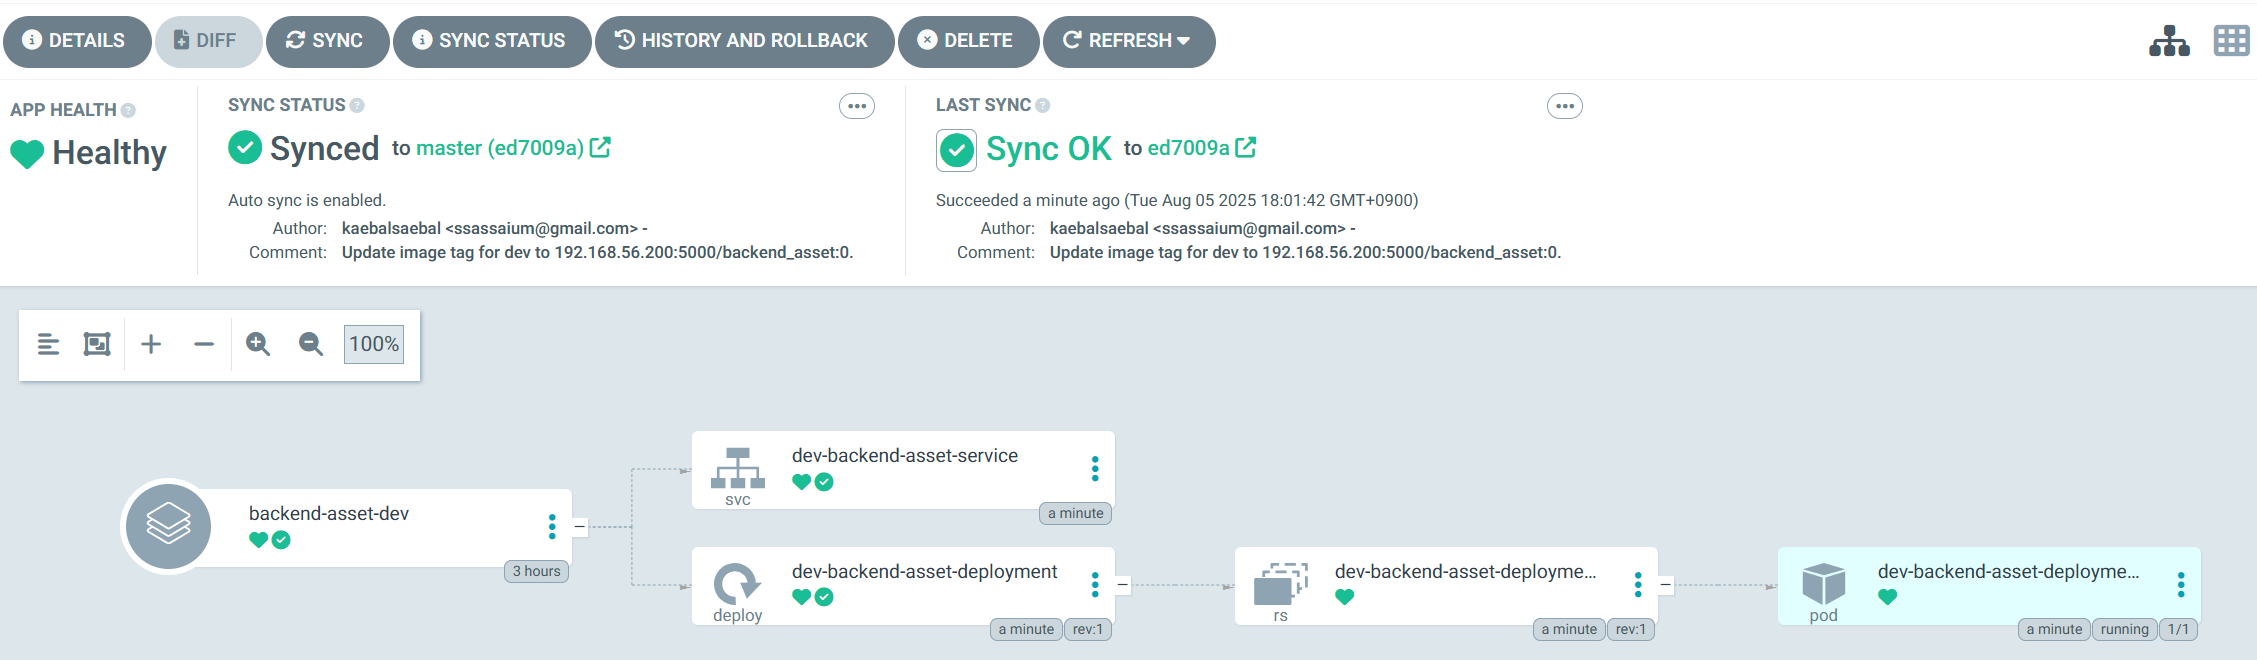 DETAILS DIFF SYNC SYNC STATUS HISTORY AND ROLLBACK DELETE REFRESH
APP HEALTH
Healthy
SYNC STATUS
Synced to master (ed7009a)
Auto sync is enabled.
Author: kaebalsaebal <ssassaium@gmail.com> -
Comment: Update image tag for dev to 192.168.56.200:5000/backend_asset:0.
LAST SYNC
Sync OK to ed7009a
Succeeded a minute ago (Tue Aug 05 2025 18:01:42 GMT+0900)
Author: kaebalsaebal <ssassaium@gmail.com> -
Comment: Update image tag for dev to 192.168.56.200:5000/backend_asset:0.
100%
backend-asset-dev
3 hours
dev-backend-asset-service
svc
a minute
dev-backend-asset-deployment
deploy
a minute rev:1
dev-backend-asset-deployme...
rs
a minute rev:1
dev-backend-asset-deployme...
pod
a minute running 1/1